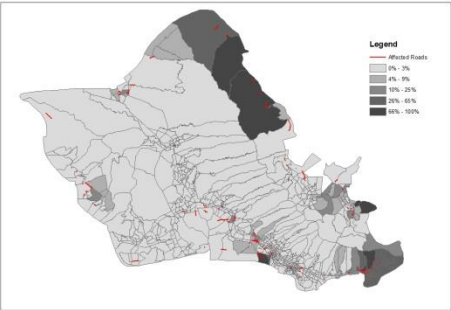 Legend
Affected Roads
0% - 3%
4% - 9%
10% - 25%
26% - 65%
66% - 100%